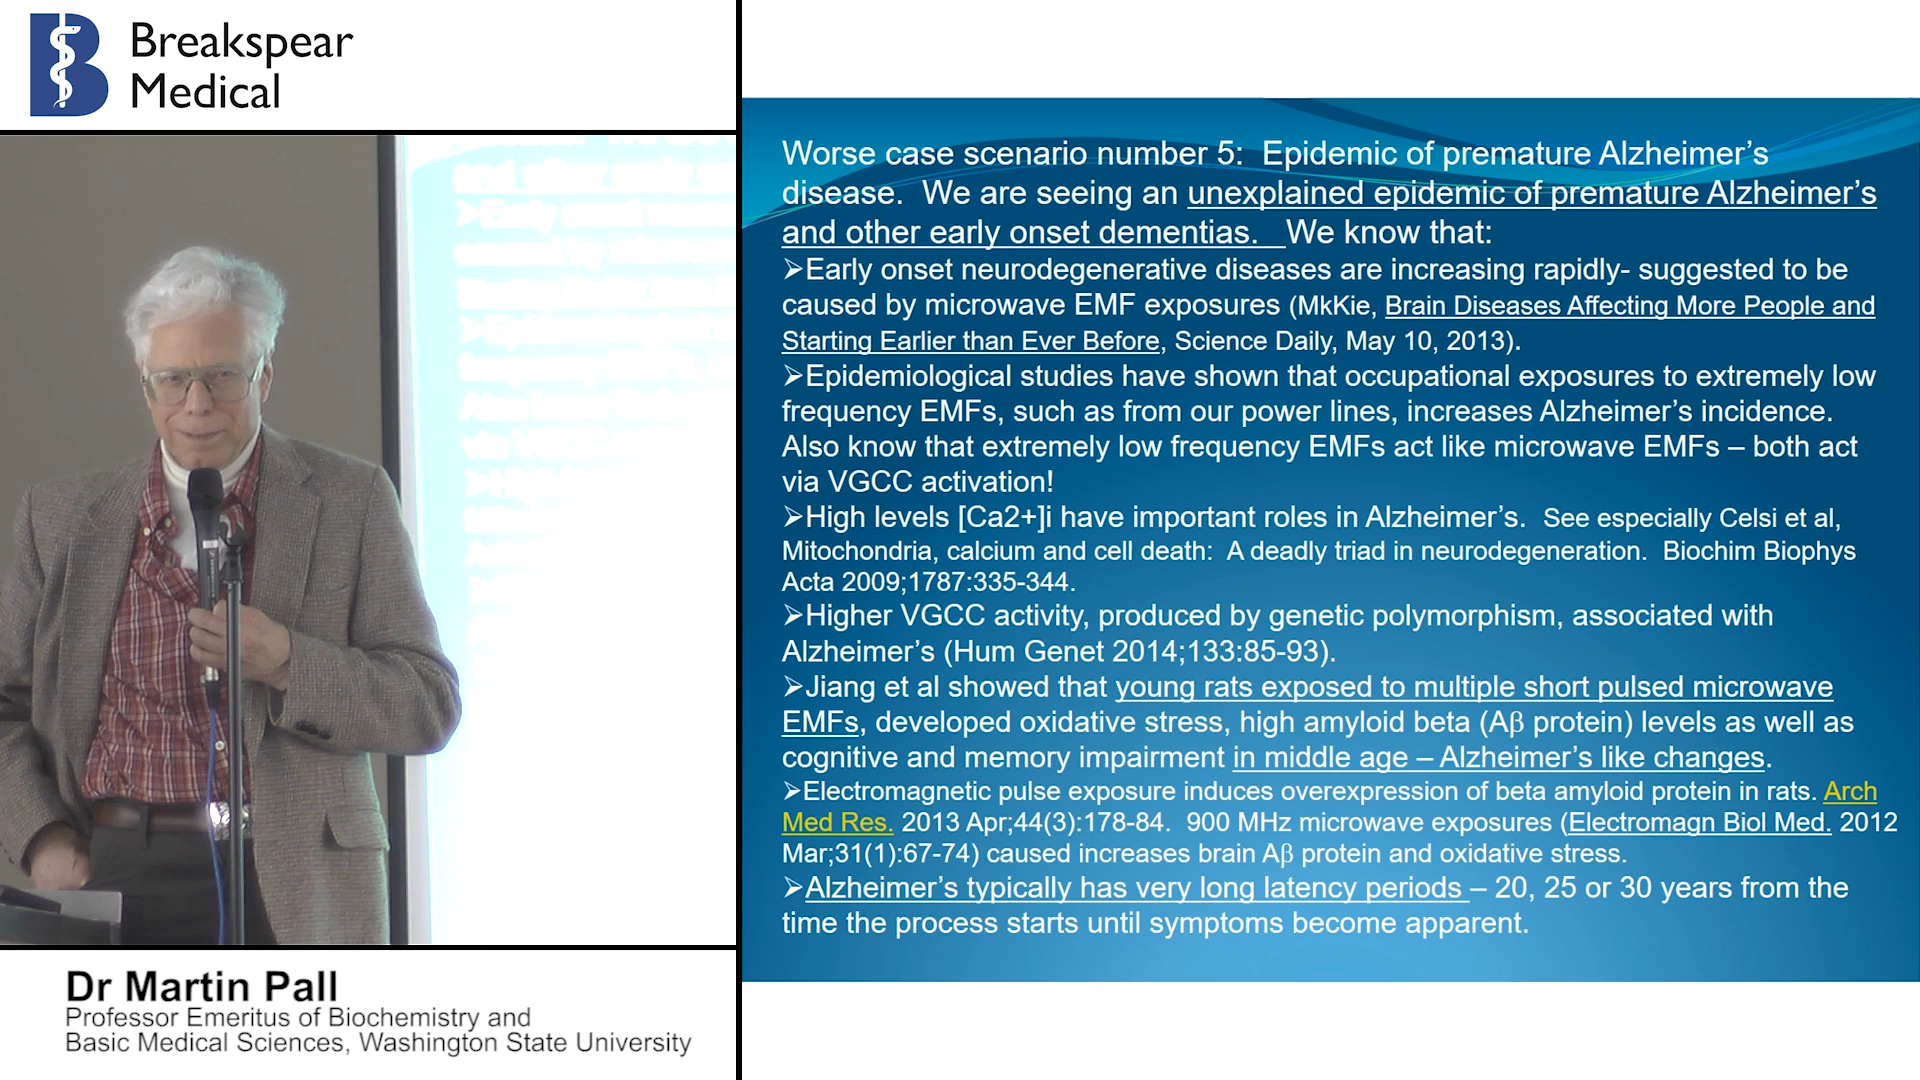 Breakspear
Medical
Worse case scenario number 5: Epidemic of premature Alzheimer’s
disease. We are seeing an unexplained epidemic of premature Alzheimer’s
and other early onset dementias. We know that:
➢Early onset neurodegenerative diseases are increasing rapidly- suggested to be
caused by microwave EMF exposures (MkKie, Brain Diseases Affecting More People and
Starting Earlier than Ever Before, Science Daily, May 10, 2013).
➢Epidemiological studies have shown that occupational exposures to extremely low
frequency EMFs, such as from our power lines, increases Alzheimer’s incidence.
Also know that extremely low frequency EMFs act like microwave EMFs – both act
via VGCC activation!
➢High levels [Ca2+]i have important roles in Alzheimer’s. See especially Celsi et al,
Mitochondria, calcium and cell death: A deadly triad in neurodegeneration. Biochim Biophys
Acta 2009;1787:335-344.
➢Higher VGCC activity, produced by genetic polymorphism, associated with
Alzheimer’s (Hum Genet 2014;133:85-93).
➢Jiang et al showed that young rats exposed to multiple short pulsed microwave
EMFs, developed oxidative stress, high amyloid beta (Aβ protein) levels as well as
cognitive and memory impairment in middle age – Alzheimer’s like changes.
➢Electromagnetic pulse exposure induces overexpression of beta amyloid protein in rats. Arch
Med Res. 2013 Apr;44(3):178-84. 900 MHz microwave exposures (Electromagn Biol Med. 2012
Mar;31(1):67-74) caused increases brain Aβ protein and oxidative stress.
➢Alzheimer’s typically has very long latency periods – 20, 25 or 30 years from the
time the process starts until symptoms become apparent.
Dr Martin Pall
Professor Emeritus of Biochemistry and
Basic Medical Sciences, Washington State University